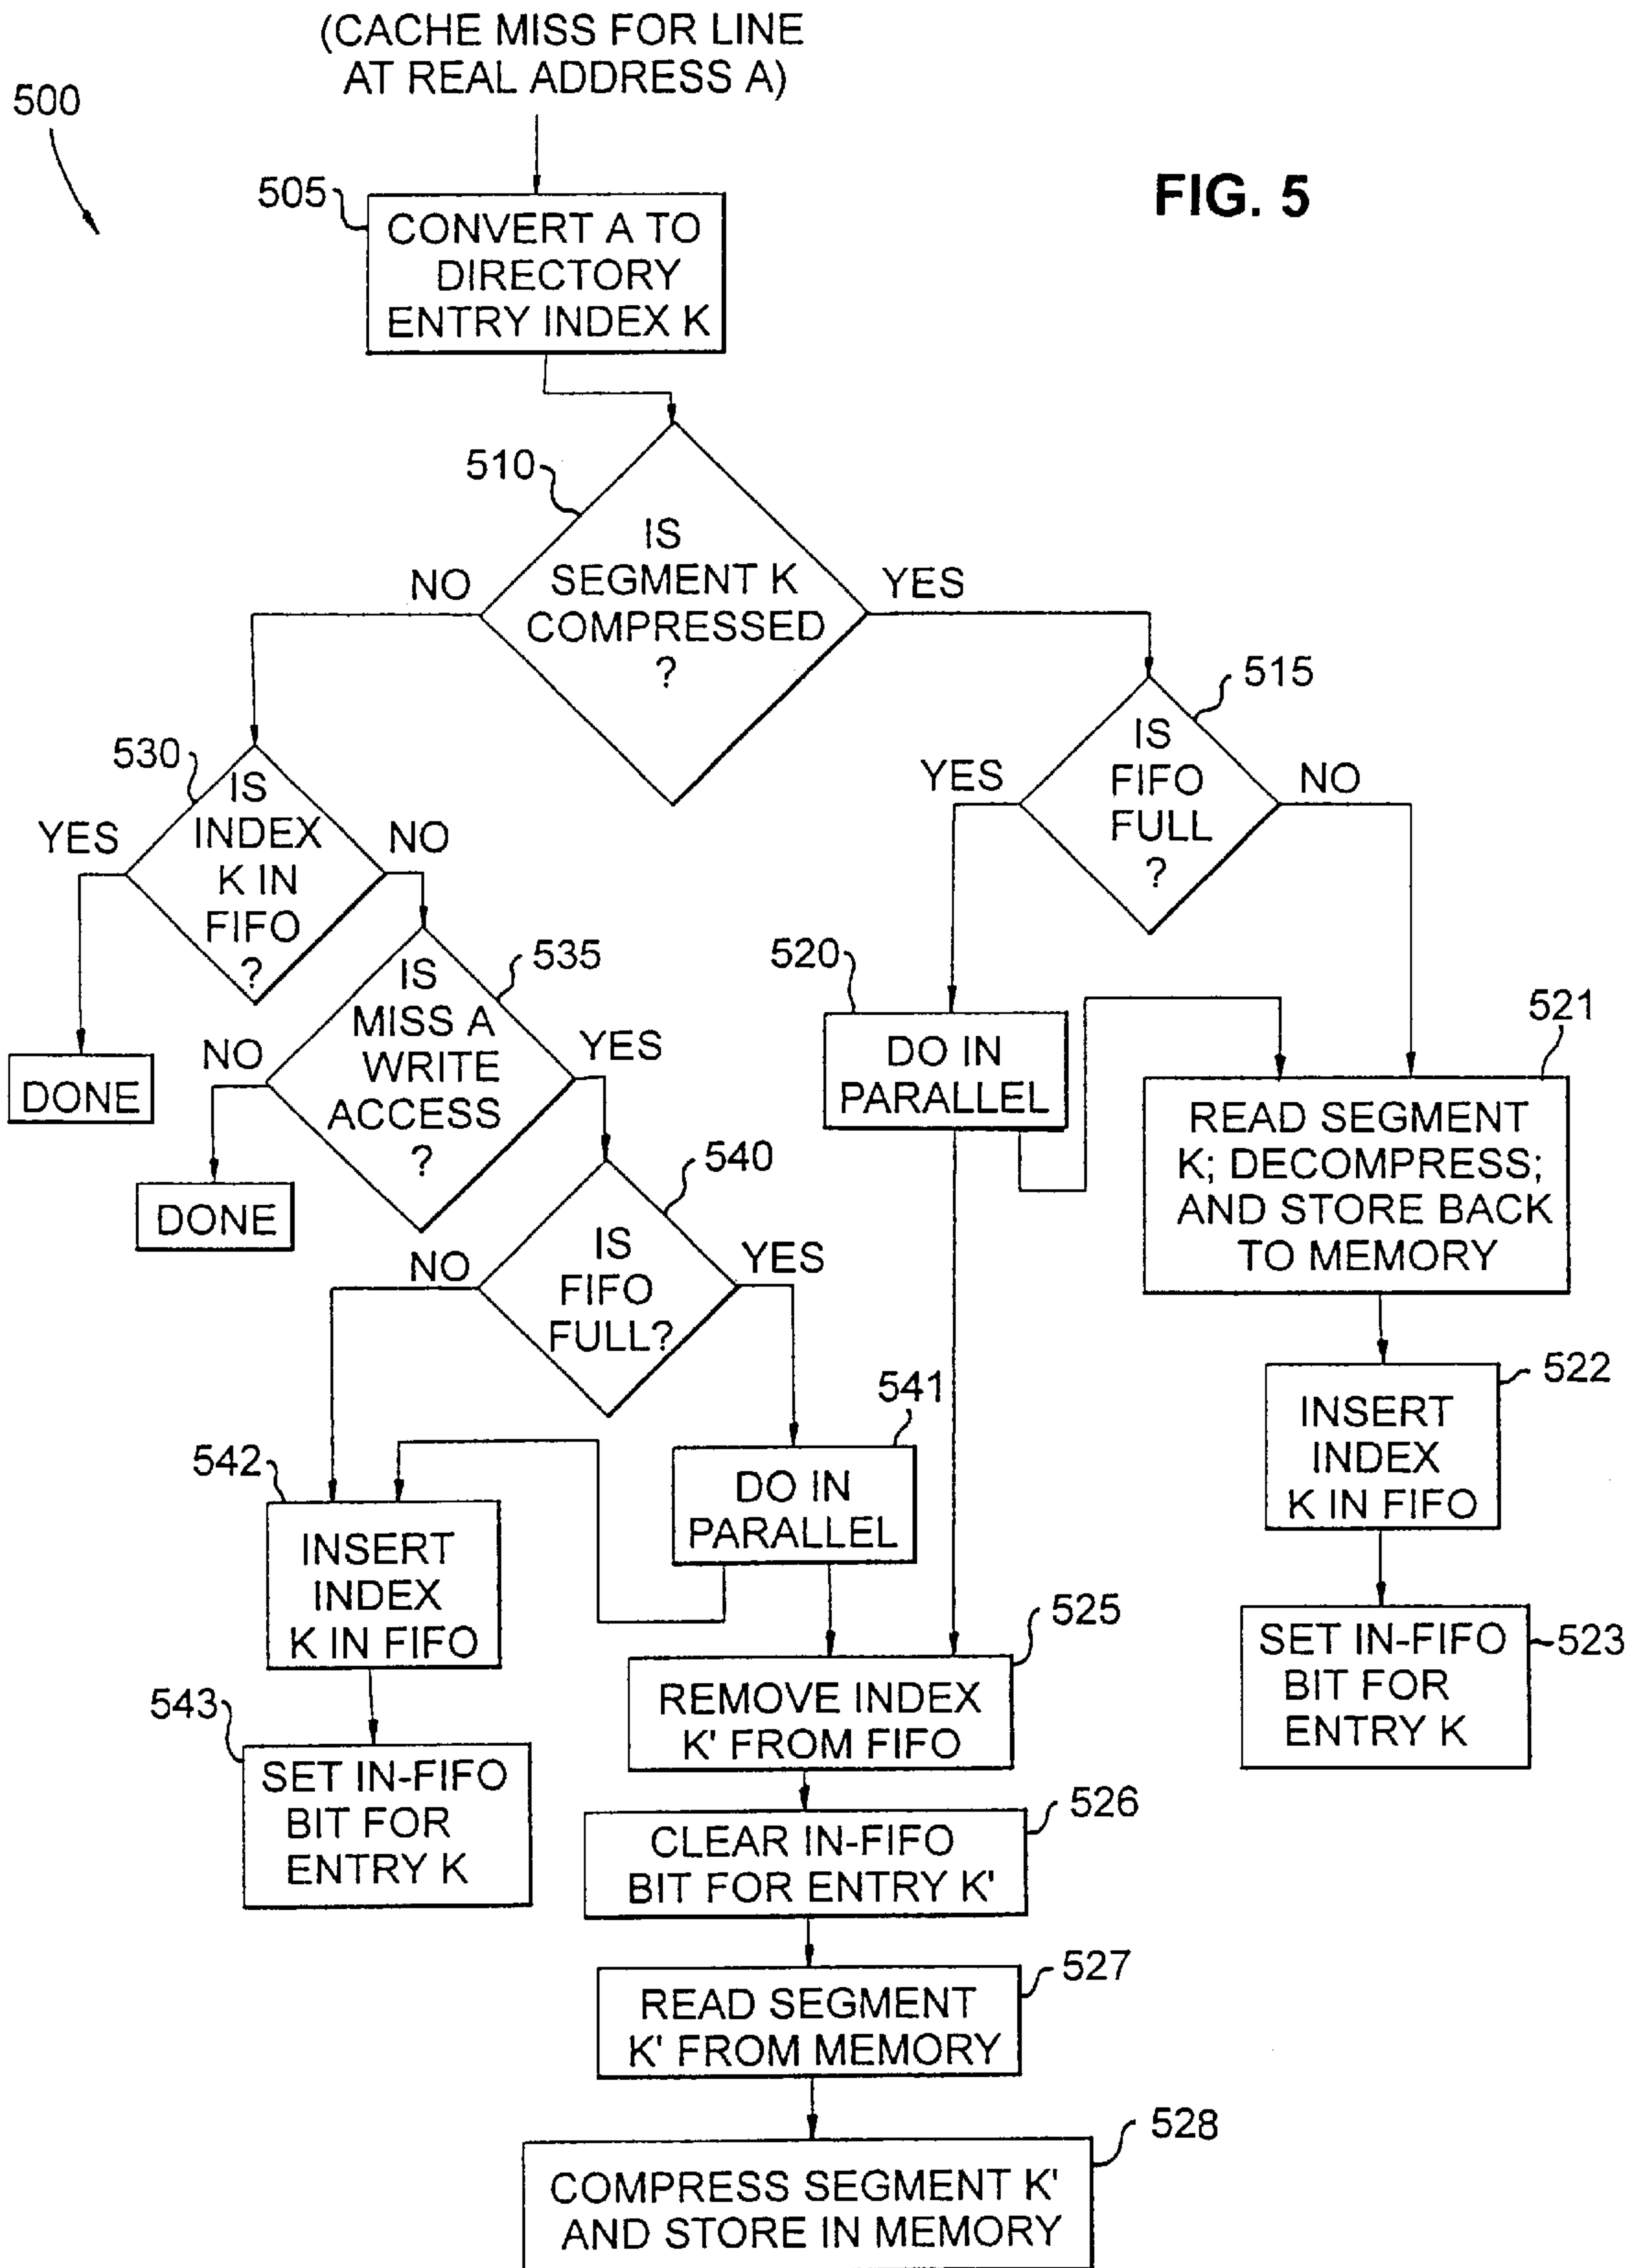 (CACHE MISS FOR LINE
AT REAL ADDRESS A)
500
FIG. 5
505
CONVERT A TO
DIRECTORY
ENTRY INDEX K
510
IS
SEGMENT K
COMPRESSED
?
NO
YES
515
IS
FIFO
FULL
?
YES
NO
530
IS
INDEX
K IN
FIFO
?
YES
NO
DONE
535
IS
MISS A
WRITE
ACCESS
?
NO
YES
DONE
520
DO IN
PARALLEL
521
READ SEGMENT
K; DECOMPRESS;
AND STORE BACK
TO MEMORY
540
IS
FIFO
FULL?
NO
YES
522
INSERT
INDEX
K IN FIFO
541
DO IN
PARALLEL
542
INSERT
INDEX
K IN FIFO
523
SET IN-FIFO
BIT FOR
ENTRY K
525
REMOVE INDEX
K' FROM FIFO
543
SET IN-FIFO
BIT FOR
ENTRY K
526
CLEAR IN-FIFO
BIT FOR ENTRY K'
527
READ SEGMENT
K' FROM MEMORY
528
COMPRESS SEGMENT K'
AND STORE IN MEMORY